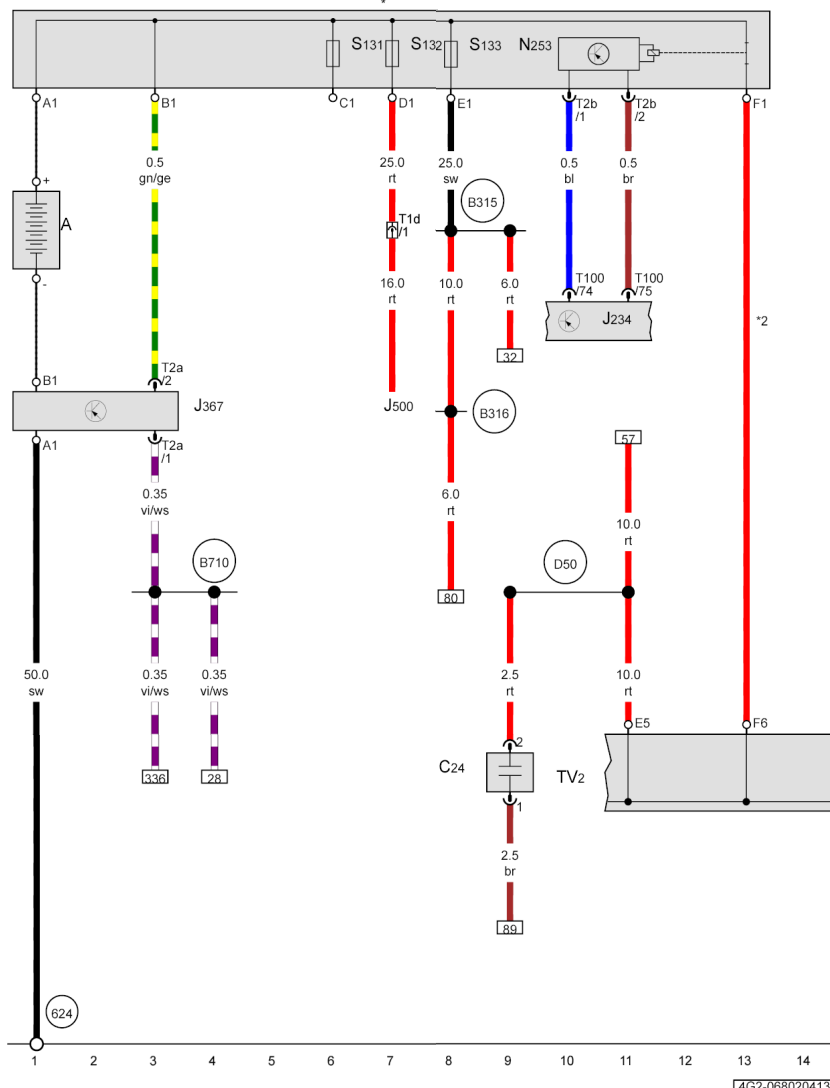 *
S131
S132
S133
N253
A1
B1
C1
D1
E1
T2b
/1
T2b
/2
F1
0.5
gn/ge
25.0
rt
25.0
sw
0.5
bl
0.5
br
+
A
-
T1d
/1
B315
16.0
rt
10.0
rt
6.0
rt
T100
/74
T100
/75
J234
*2
32
B1
T2a
/2
J367
J500
B316
A1
T2a
/1
57
0.35
vi/ws
6.0
rt
10.0
rt
B710
D50
80
50.0
sw
0.35
vi/ws
0.35
vi/ws
2.5
rt
10.0
rt
E5
F6
2
C24
TV2
336
28
1
2.5
br
89
624
1 2 3 4 5 6 7 8 9 10 11 12 13 14
4G2-068020413